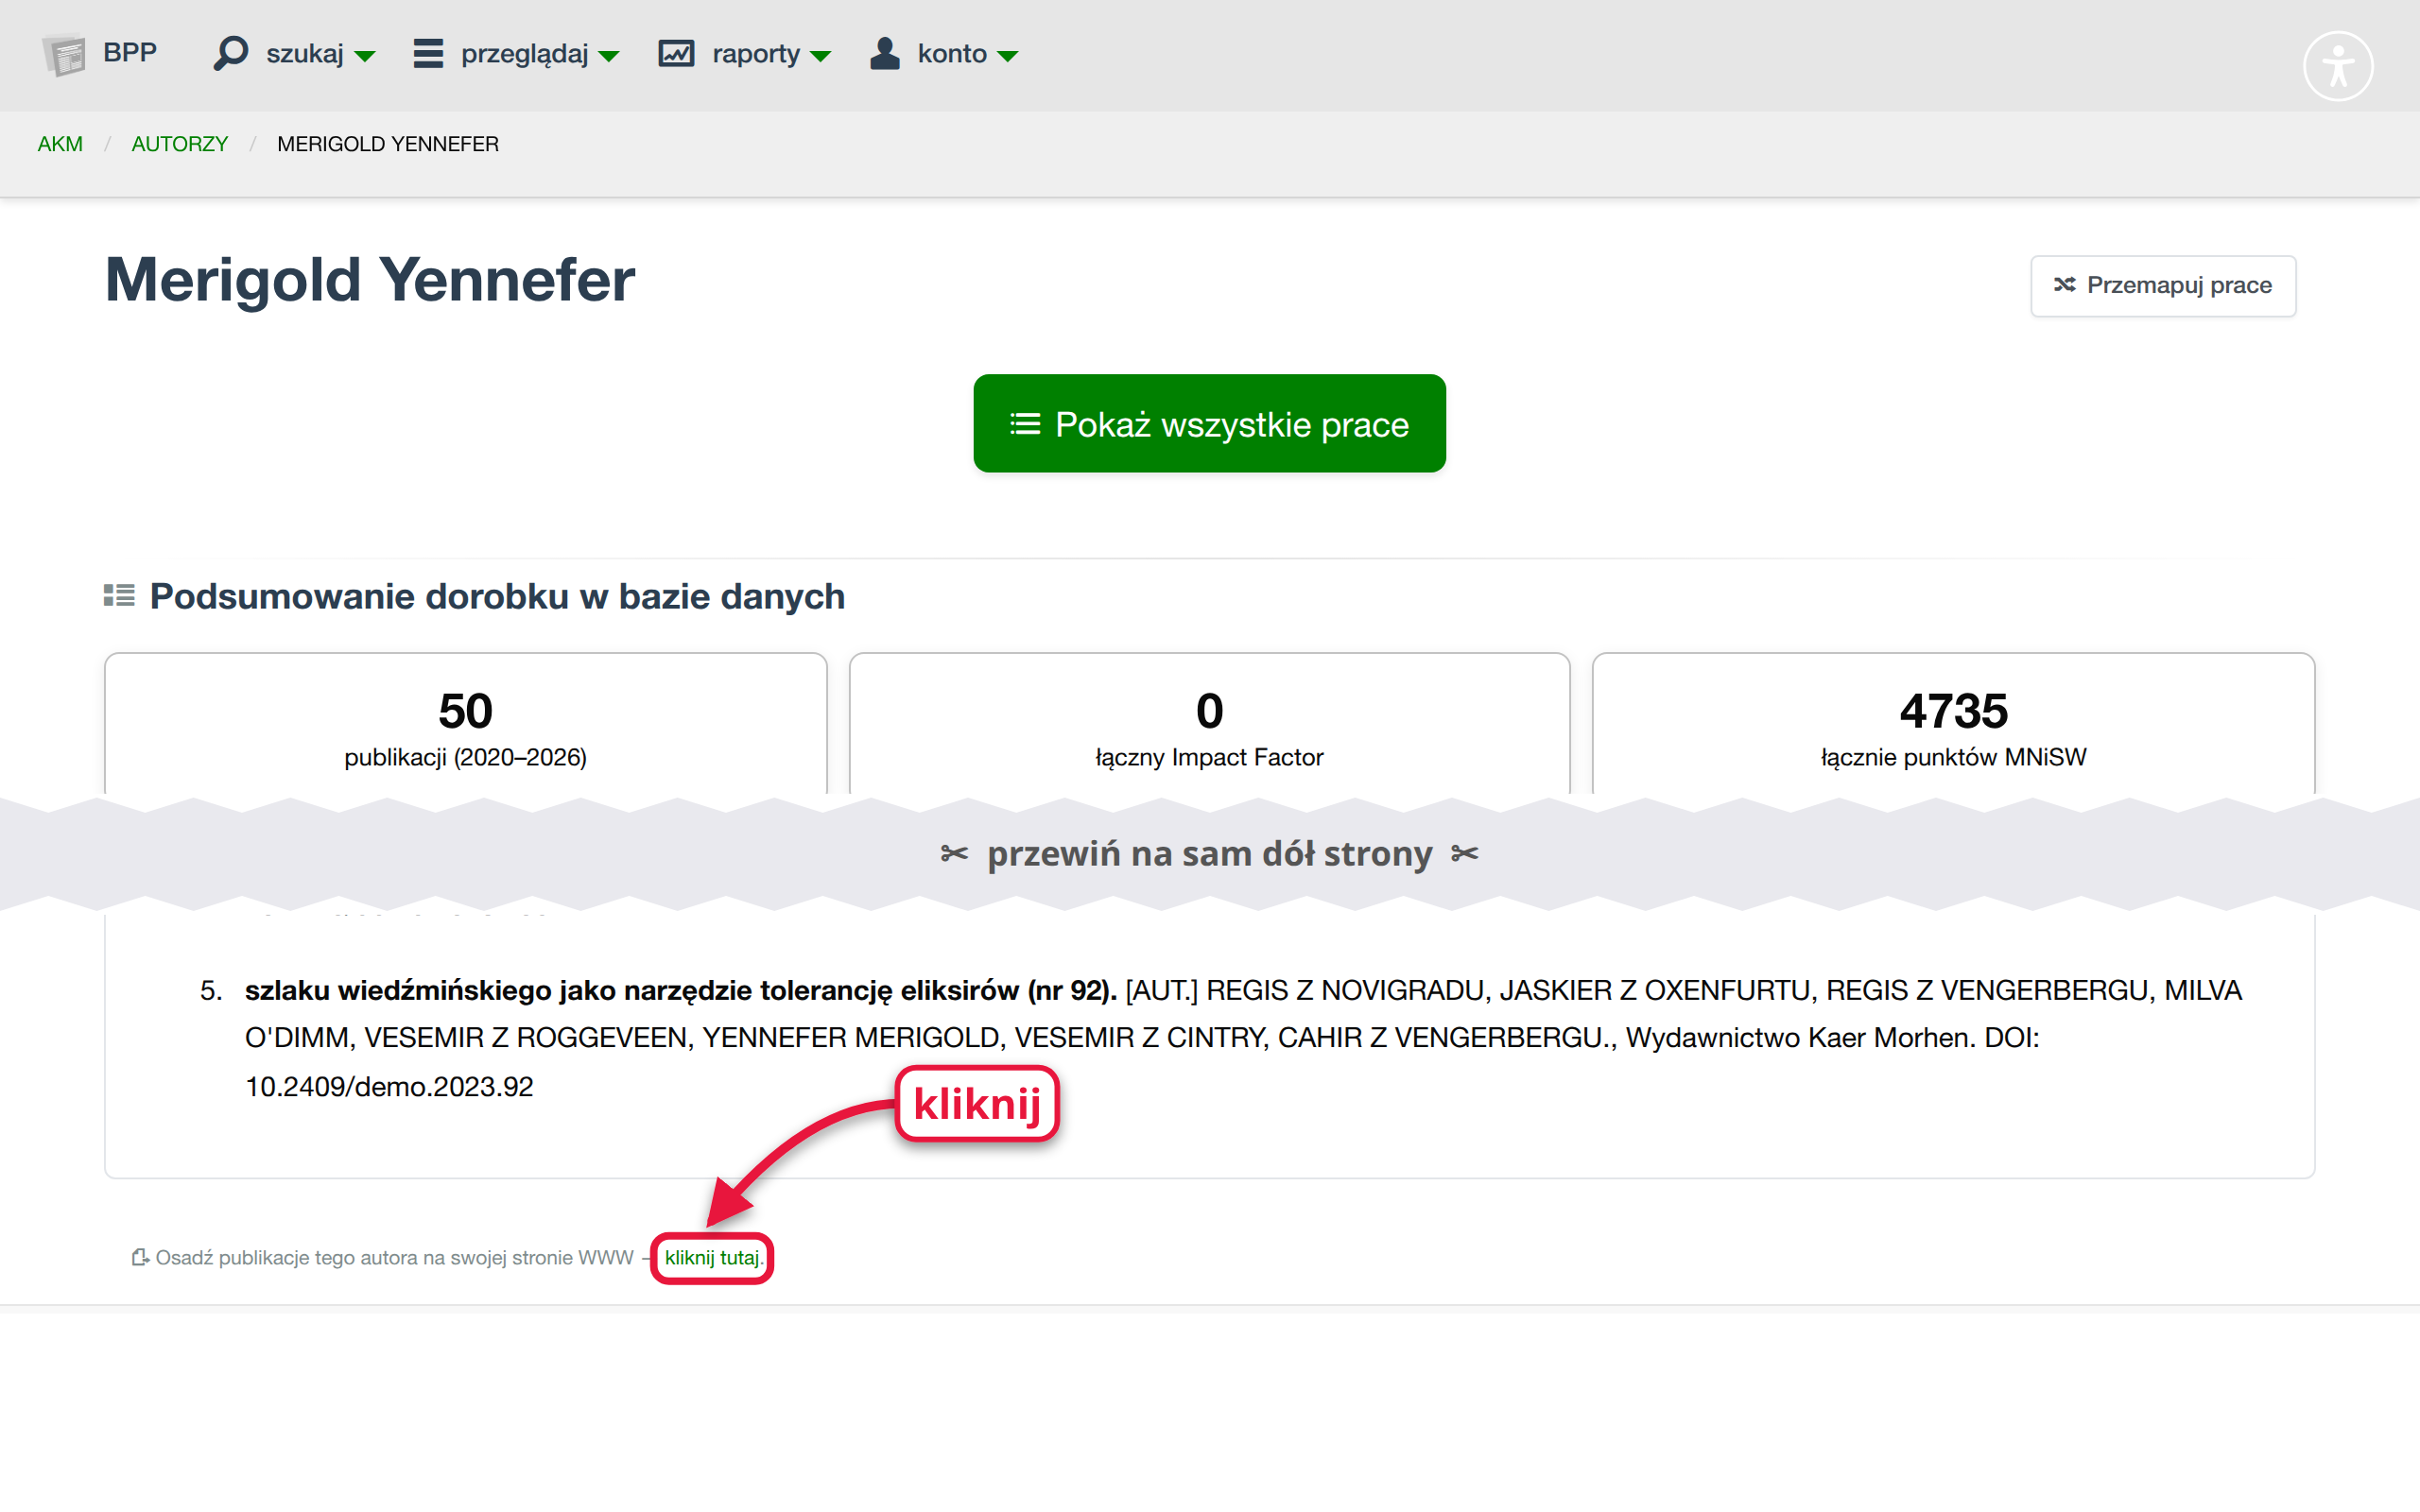 BPP szukaj przeglądaj raporty konto
AKM / AUTORZY / MERIGOLD YENNEFER
Merigold Yennefer
Przemapuj prace
Pokaż wszystkie prace
Podsumowanie dorobku w bazie danych
50
publikacji (2020–2026)
0
łączny Impact Factor
4735
łącznie punktów MNiSW
✂ przewiń na sam dół strony ✂
5. szlaku wiedźmińskiego jako narzędzie tolerancję eliksirów (nr 92). [AUT.] REGIS Z NOVIGRADU, JASKIER Z OXENFURTU, REGIS Z VENGERBERGU, MILVA
O'DIMM, VESEMIR Z ROGGEVEEN, YENNEFER MERIGOLD, VESEMIR Z CINTRY, CAHIR Z VENGERBERGU., Wydawnictwo Kaer Morhen. DOI:
10.2409/demo.2023.92
kliknij
Osadź publikacje tego autora na swojej stronie WWW – kliknij tutaj.